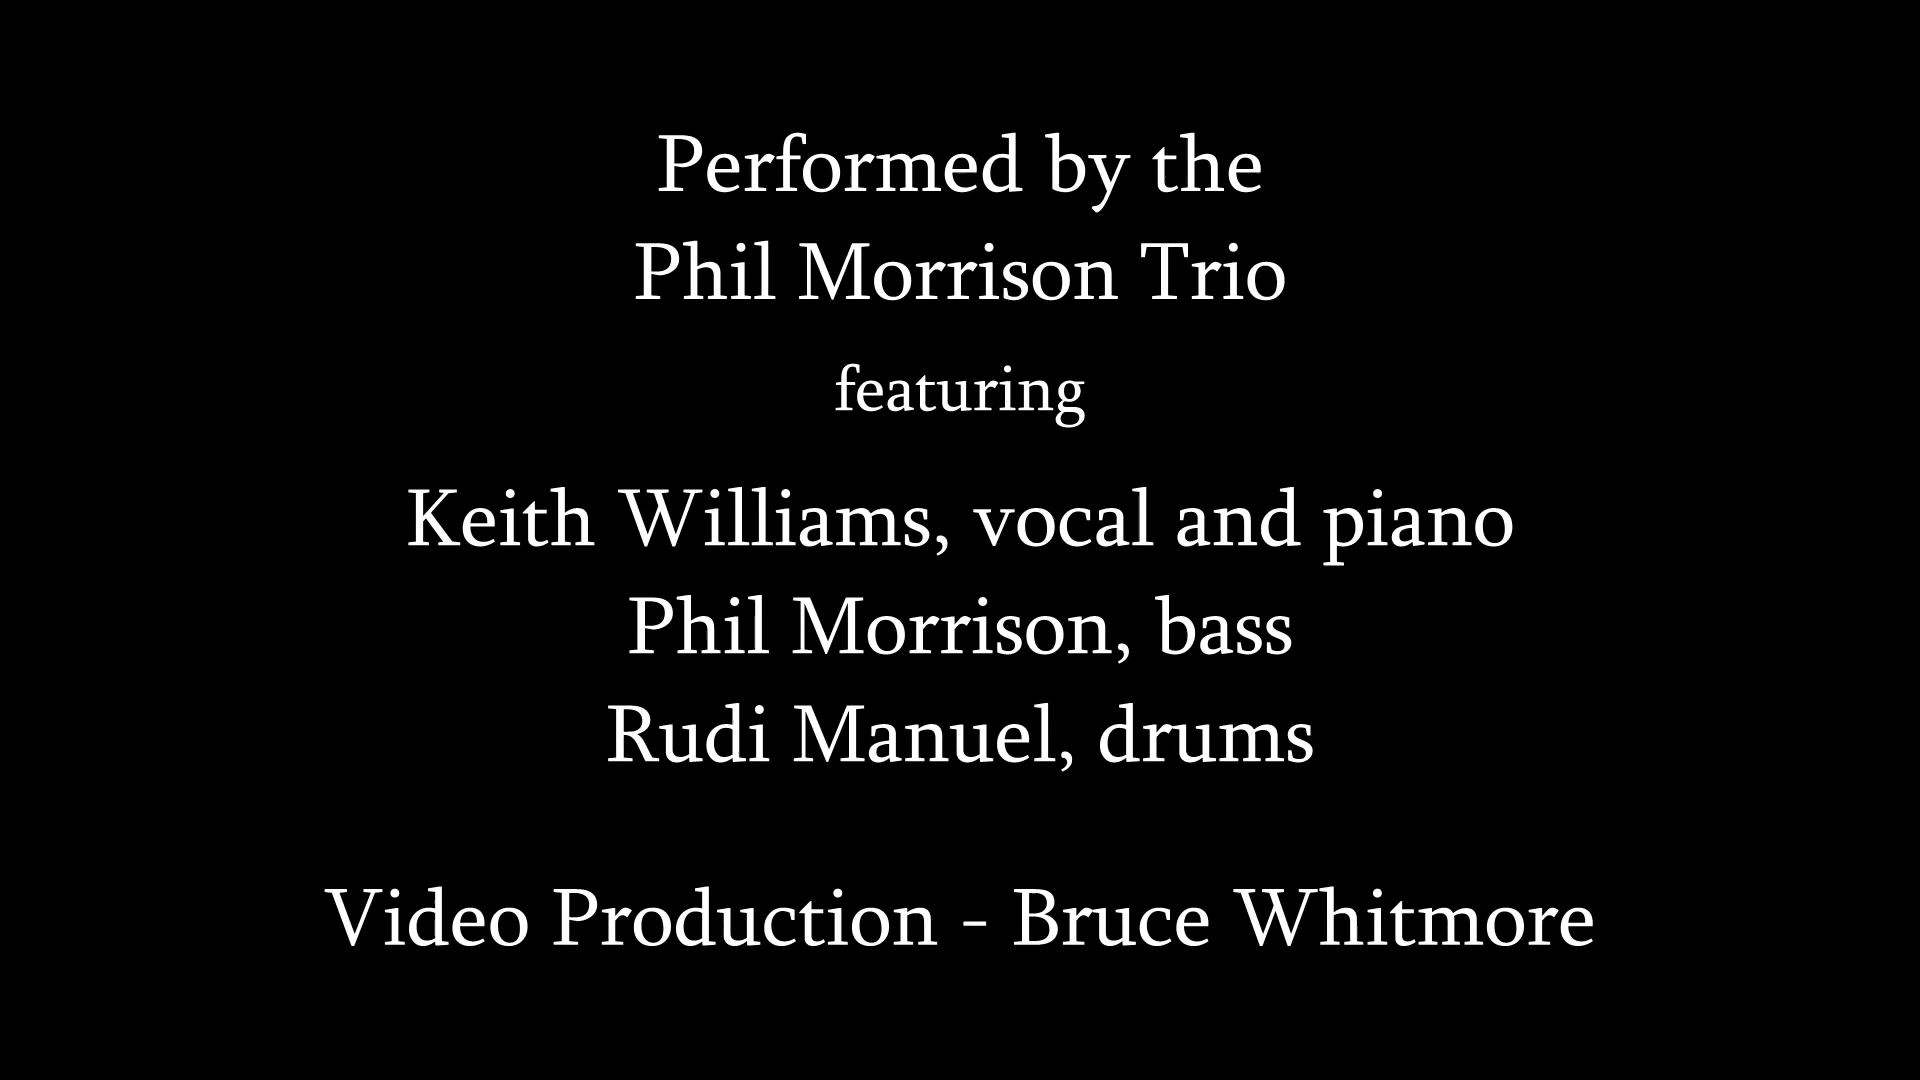 Performed by the
Phil Morrison Trio
featuring
Keith Williams, vocal and piano
Phil Morrison, bass
Rudi Manuel, drums
Video Production - Bruce Whitmore